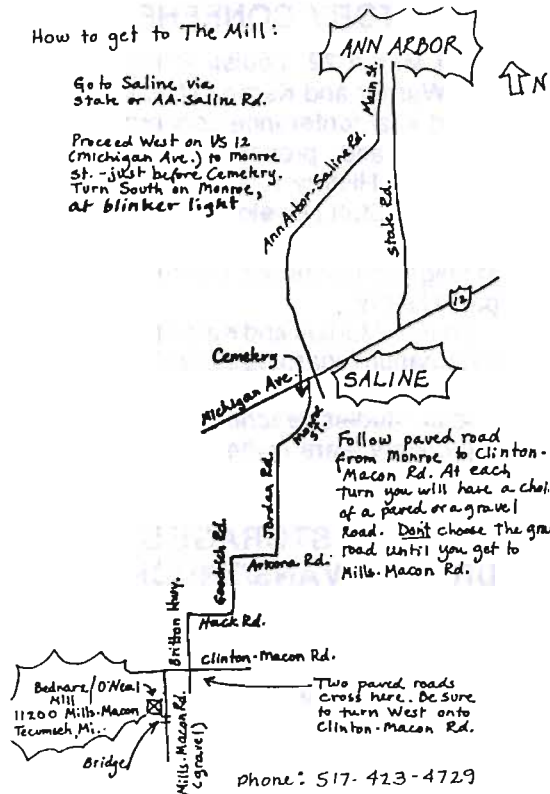 How to get to The Mill:
ANN ARBOR
N
Go to Saline via
State or AA-Saline Rd.
Proceed West on US 12
(Michigan Ave.) to Monroe
St. - just before Cemetery.
Turn South on Monroe,
at blinker light
Main St.
Ann Arbor-Saline Rd.
State Rd.
12
Cemetery
Michigan Ave.
SALINE
Monroe St.
Follow paved road
from Monroe to Clinton-
Macon Rd. At each
turn you will have a choi
of a paved or a gravel
Road. Don't choose the gra
road until you get to
Mills-Macon Rd.
Jordan Rd.
Arkona Rd.
Goodrich Rd.
Hack Rd.
Britton Hwy.
Clinton-Macon Rd.
Two paved roads
cross here. Be sure
to turn West onto
Clinton-Macon Rd.
Bednarz/O'Neal
Mill
11200 Mills-Macon
Tecumseh, Mi.
Bridge
Mills-Macon Rd.
(gravel)
phone: 517-423-4729